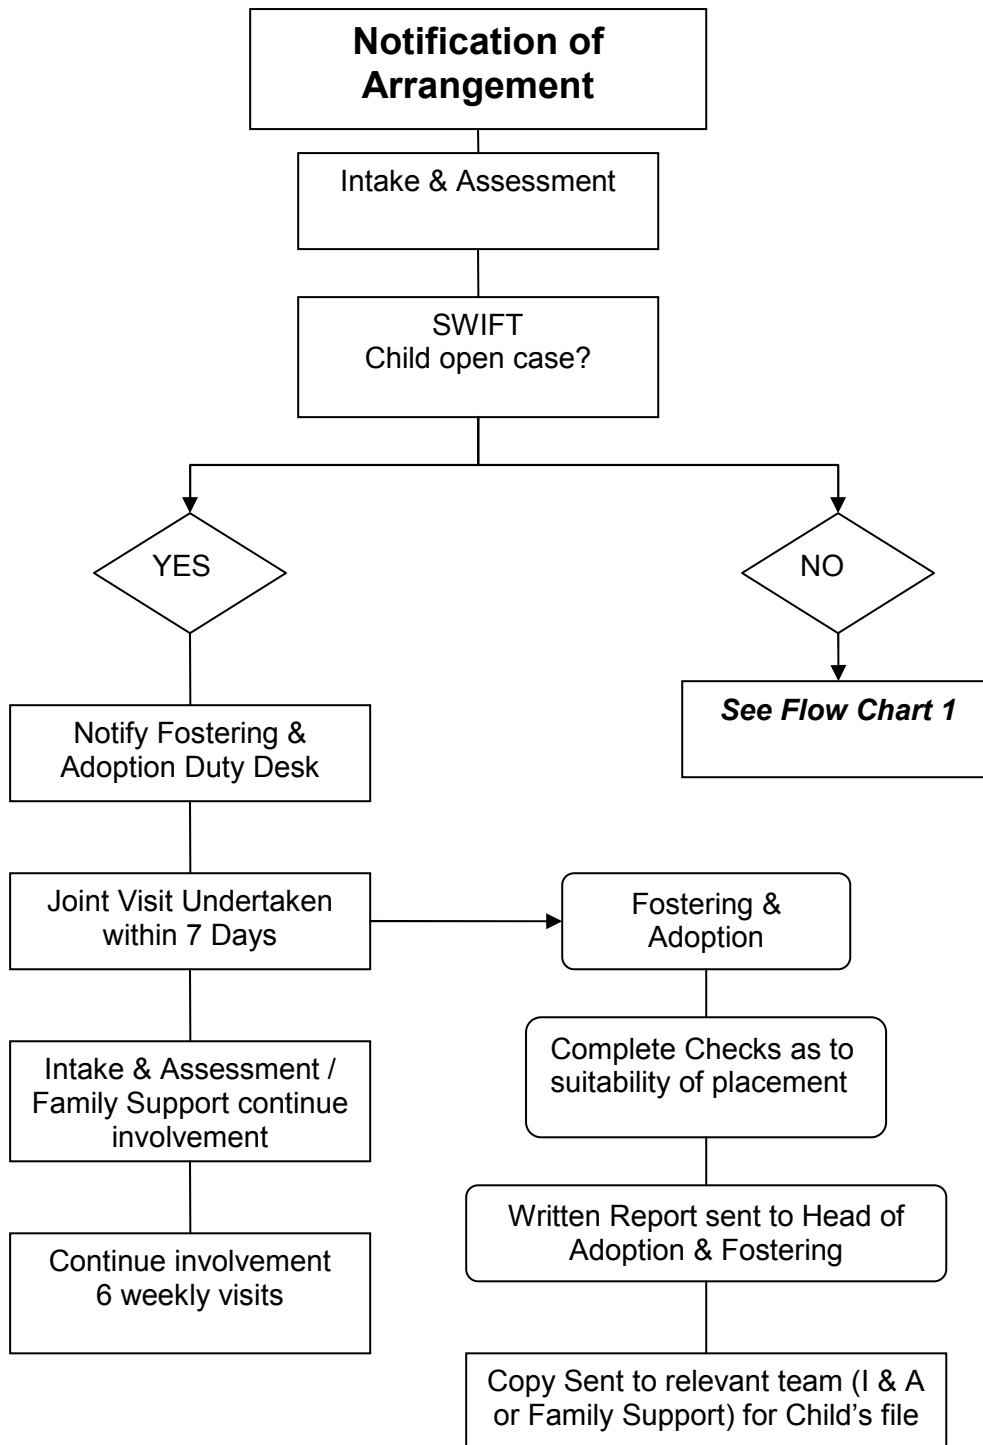 Notification of
Arrangement
Intake & Assessment
SWIFT
Child open case?
YES
NO
See Flow Chart 1
Notify Fostering &
Adoption Duty Desk
Joint Visit Undertaken
within 7 Days
Fostering &
Adoption
Complete Checks as to
suitability of placement
Intake & Assessment /
Family Support continue
involvement
Written Report sent to Head of
Adoption & Fostering
Continue involvement
6 weekly visits
Copy Sent to relevant team (I & A
or Family Support) for Child’s file